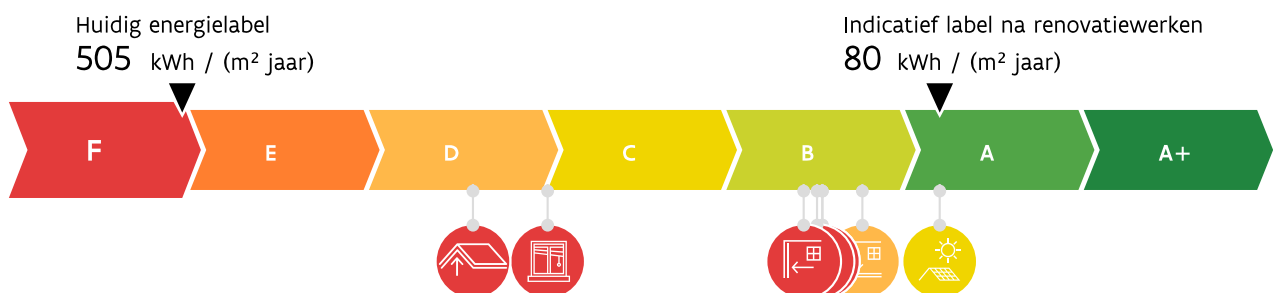 Huidig energielabel
505 kWh / (m² jaar)
Indicatief label na renovatiewerken
80 kWh / (m² jaar)
F E D C B A A+